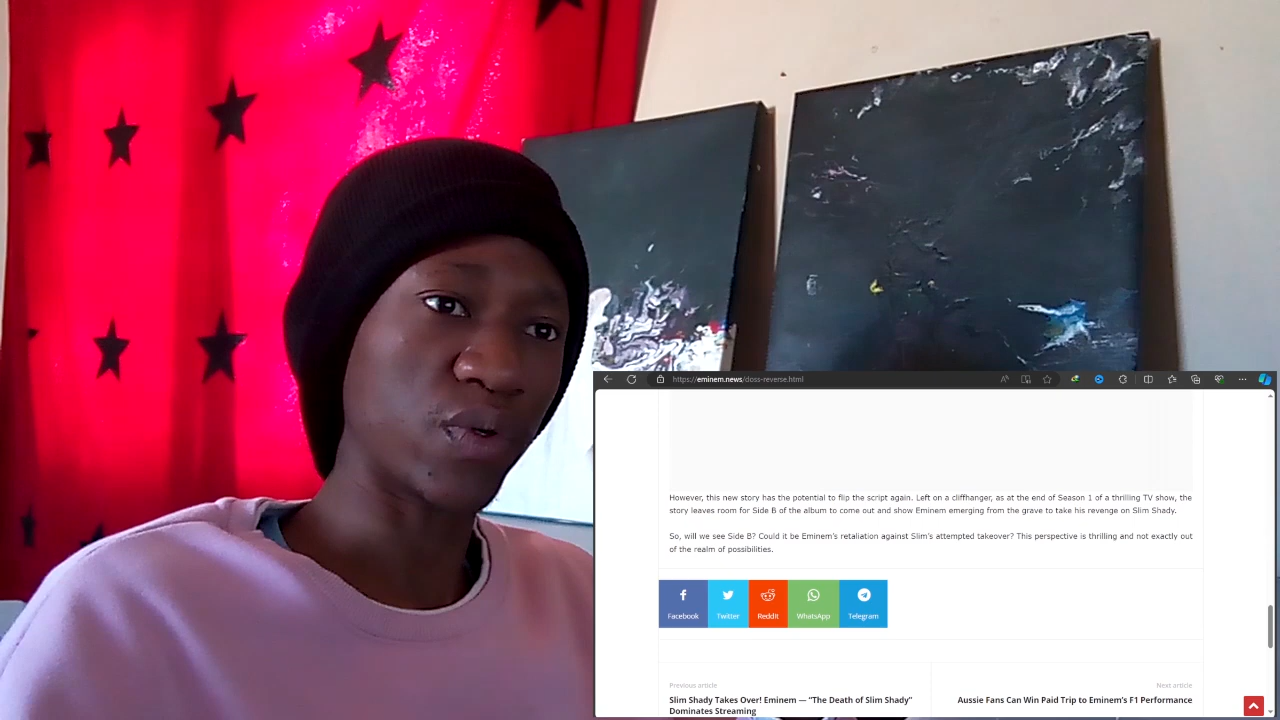 https://eminem.news/doss-reverse.html
However, this new story has the potential to flip the script again. Left on a cliffhanger, as at the end of Season 1 of a thrilling TV show, the
story leaves room for Side B of the album to come out and show Eminem emerging from the grave to take his revenge on Slim Shady.
So, will we see Side B? Could it be Eminem's retaliation against Slim's attempted takeover? This perspective is thrilling and not exactly out
of the realm of possibilities.
Facebook
Twitter
ReddIt
WhatsApp
Telegram
Previous article
Slim Shady Takes Over! Eminem — "The Death of Slim Shady"
Dominates Streaming
Next article
Aussie Fans Can Win Paid Trip to Eminem's F1 Performance